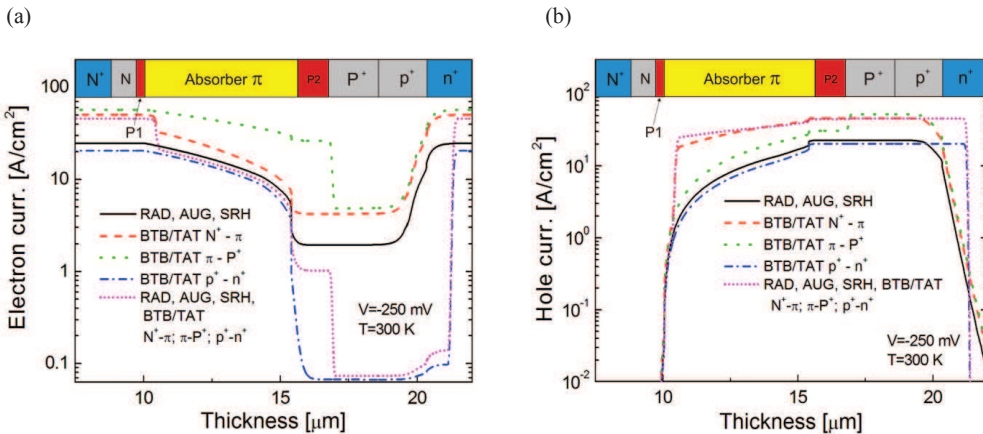 (a)
(b)
N⁺ N Absorber π P2 P⁺ p⁺ n⁺
P1
100
10
1
0.1
Electron curr. [A/cm²]
RAD, AUG, SRH
BTB/TAT N⁺ - π
BTB/TAT π - P⁺
BTB/TAT p⁺ - n⁺
RAD, AUG, SRH,
BTB/TAT
N⁺-π; π-P⁺; p⁺-n⁺
V=-250 mV
T=300 K
10 15 20
Thickness [μm]
N⁺ N Absorber π P2 P⁺ p⁺ n⁺
P1
10²
10¹
10⁰
10⁻¹
10⁻²
Hole curr. [A/cm²]
RAD, AUG, SRH
BTB/TAT N⁺ - π
BTB/TAT π - P⁺
BTB/TAT p⁺ - n⁺
RAD, AUG, SRH, BTB/TAT
N⁺-π; π-P⁺; p⁺-n⁺
V=-250 mV
T=300 K
10 15 20
Thickness [μm]